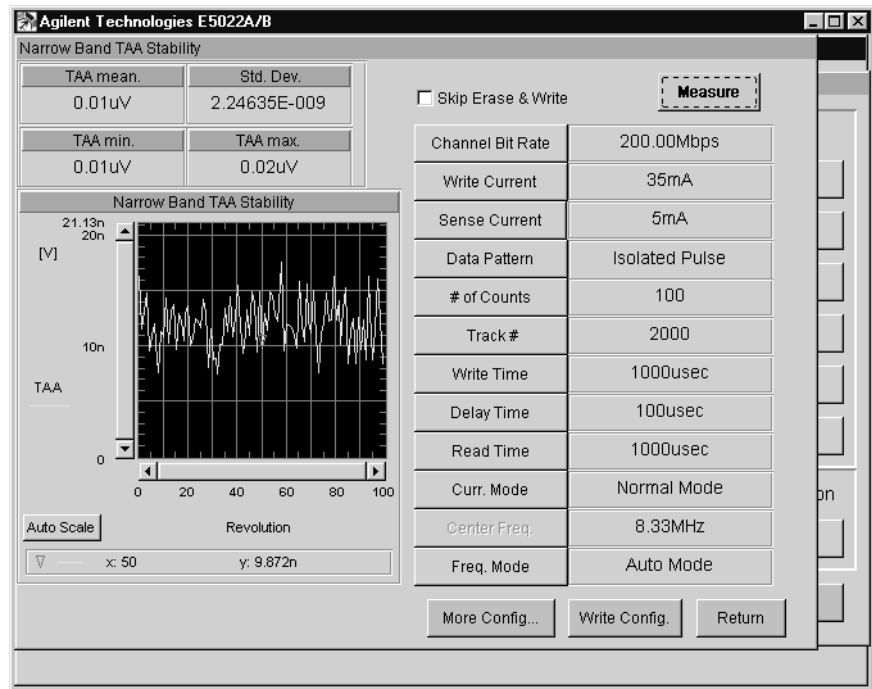 Agilent Technologies E5022A/B
Narrow Band TAA Stability
TAA mean. Std. Dev.
0.01uV 2.24635E-009
TAA min. TAA max.
0.01uV 0.02uV
Narrow Band TAA Stability
21.13n
20n
[V]
10n
TAA
0
0 20 40 60 80 100
Auto Scale Revolution
x: 50 y: 9.872n
Skip Erase & Write Measure
Channel Bit Rate 200.00Mbps
Write Current 35mA
Sense Current 5mA
Data Pattern Isolated Pulse
# of Counts 100
Track # 2000
Write Time 1000usec
Delay Time 100usec
Read Time 1000usec
Curr. Mode Normal Mode
Center Freq. 8.33MHz
Freq. Mode Auto Mode
More Config... Write Config. Return
on